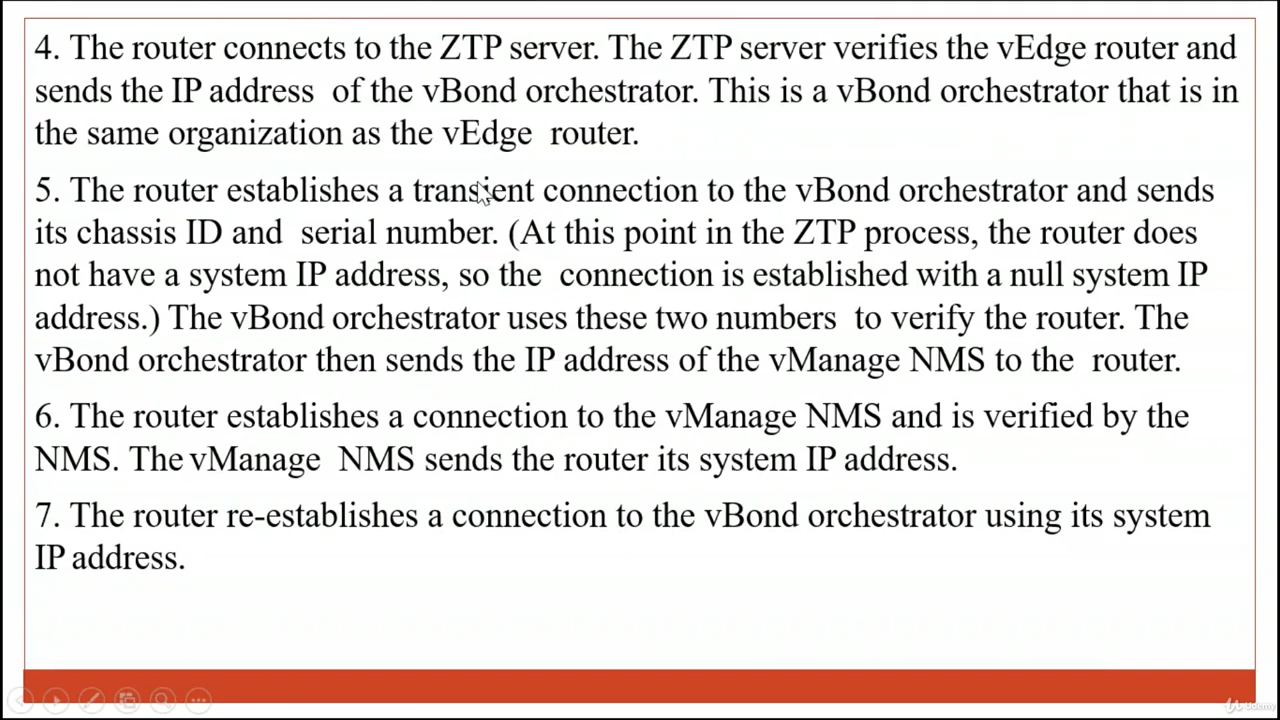 4. The router connects to the ZTP server. The ZTP server verifies the vEdge router and
sends the IP address of the vBond orchestrator. This is a vBond orchestrator that is in
the same organization as the vEdge router.
5. The router establishes a transient connection to the vBond orchestrator and sends
its chassis ID and serial number. (At this point in the ZTP process, the router does
not have a system IP address, so the connection is established with a null system IP
address.) The vBond orchestrator uses these two numbers to verify the router. The
vBond orchestrator then sends the IP address of the vManage NMS to the router.
6. The router establishes a connection to the vManage NMS and is verified by the
NMS. The vManage NMS sends the router its system IP address.
7. The router re-establishes a connection to the vBond orchestrator using its system
IP address.
Udemy